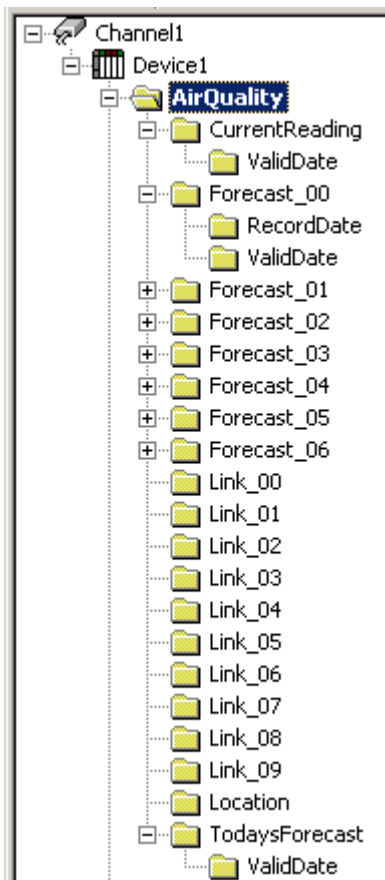 Channel1
Device1
AirQuality
CurrentReading
ValidDate
Forecast_00
RecordDate
ValidDate
Forecast_01
Forecast_02
Forecast_03
Forecast_04
Forecast_05
Forecast_06
Link_00
Link_01
Link_02
Link_03
Link_04
Link_05
Link_06
Link_07
Link_08
Link_09
Location
TodaysForecast
ValidDate